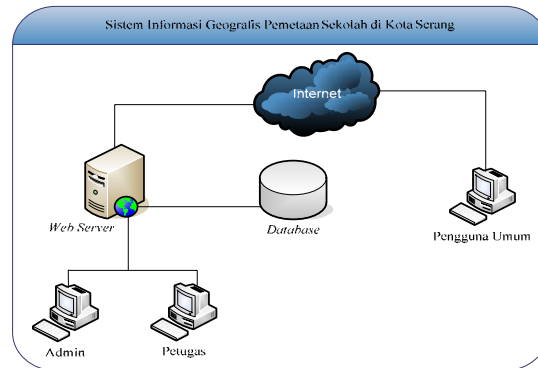 Sistem Informasi Geografis Pemetaan Sekolah di Kota Serang
Internet
Web Server
Database
Pengguna Umum
Admin
Petugas